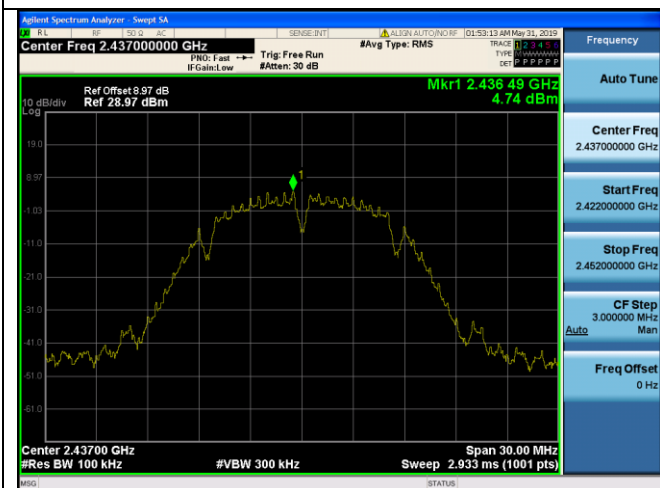 Agilent Spectrum Analyzer - Swept SA
RL RF 50 Ω AC SENSE:INT ALIGN AUTO/NO RF 01:53:13 AM May 31, 2019
Center Freq 2.437000000 GHz
PNO: Fast
IFGain:Low
Trig: Free Run
#Atten: 30 dB
#Avg Type: RMS
TRACE 1 2 3 4 5 6
TYPE
DET P P P P P P
Ref Offset 8.97 dB
Ref 28.97 dBm
10 dB/div
Log
Mkr1 2.436 49 GHz
4.74 dBm
19.0
8.97
-1.03
-11.0
-21.0
-31.0
-41.0
-51.0
-61.0
1
Center 2.43700 GHz
#Res BW 100 kHz
#VBW 300 kHz
Span 30.00 MHz
Sweep 2.933 ms (1001 pts)
MSG
STATUS
Frequency
Auto Tune
Center Freq
2.437000000 GHz
Start Freq
2.422000000 GHz
Stop Freq
2.452000000 GHz
CF Step
3.000000 MHz
Auto Man
Freq Offset
0 Hz